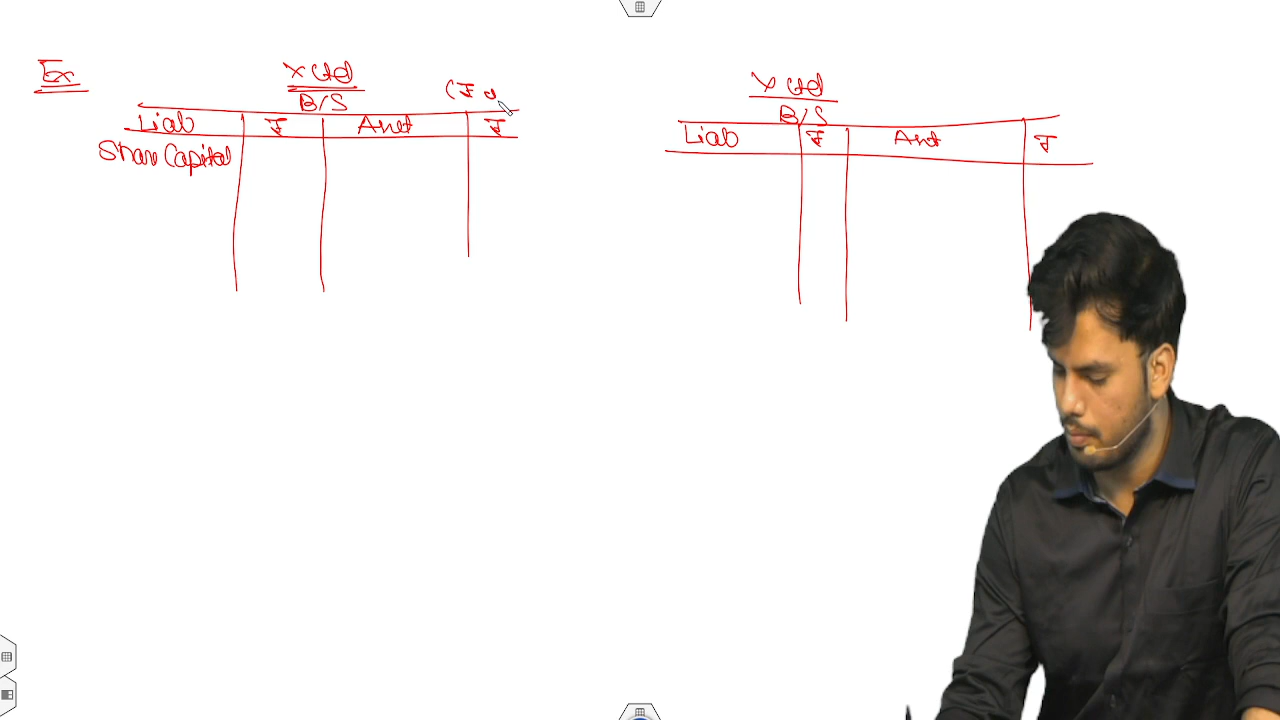 Ex
X Ltd
B/S
(₹ 
Liab ₹ Asset ₹
Share Capital
Y Ltd
B/S
Liab ₹ Asset ₹